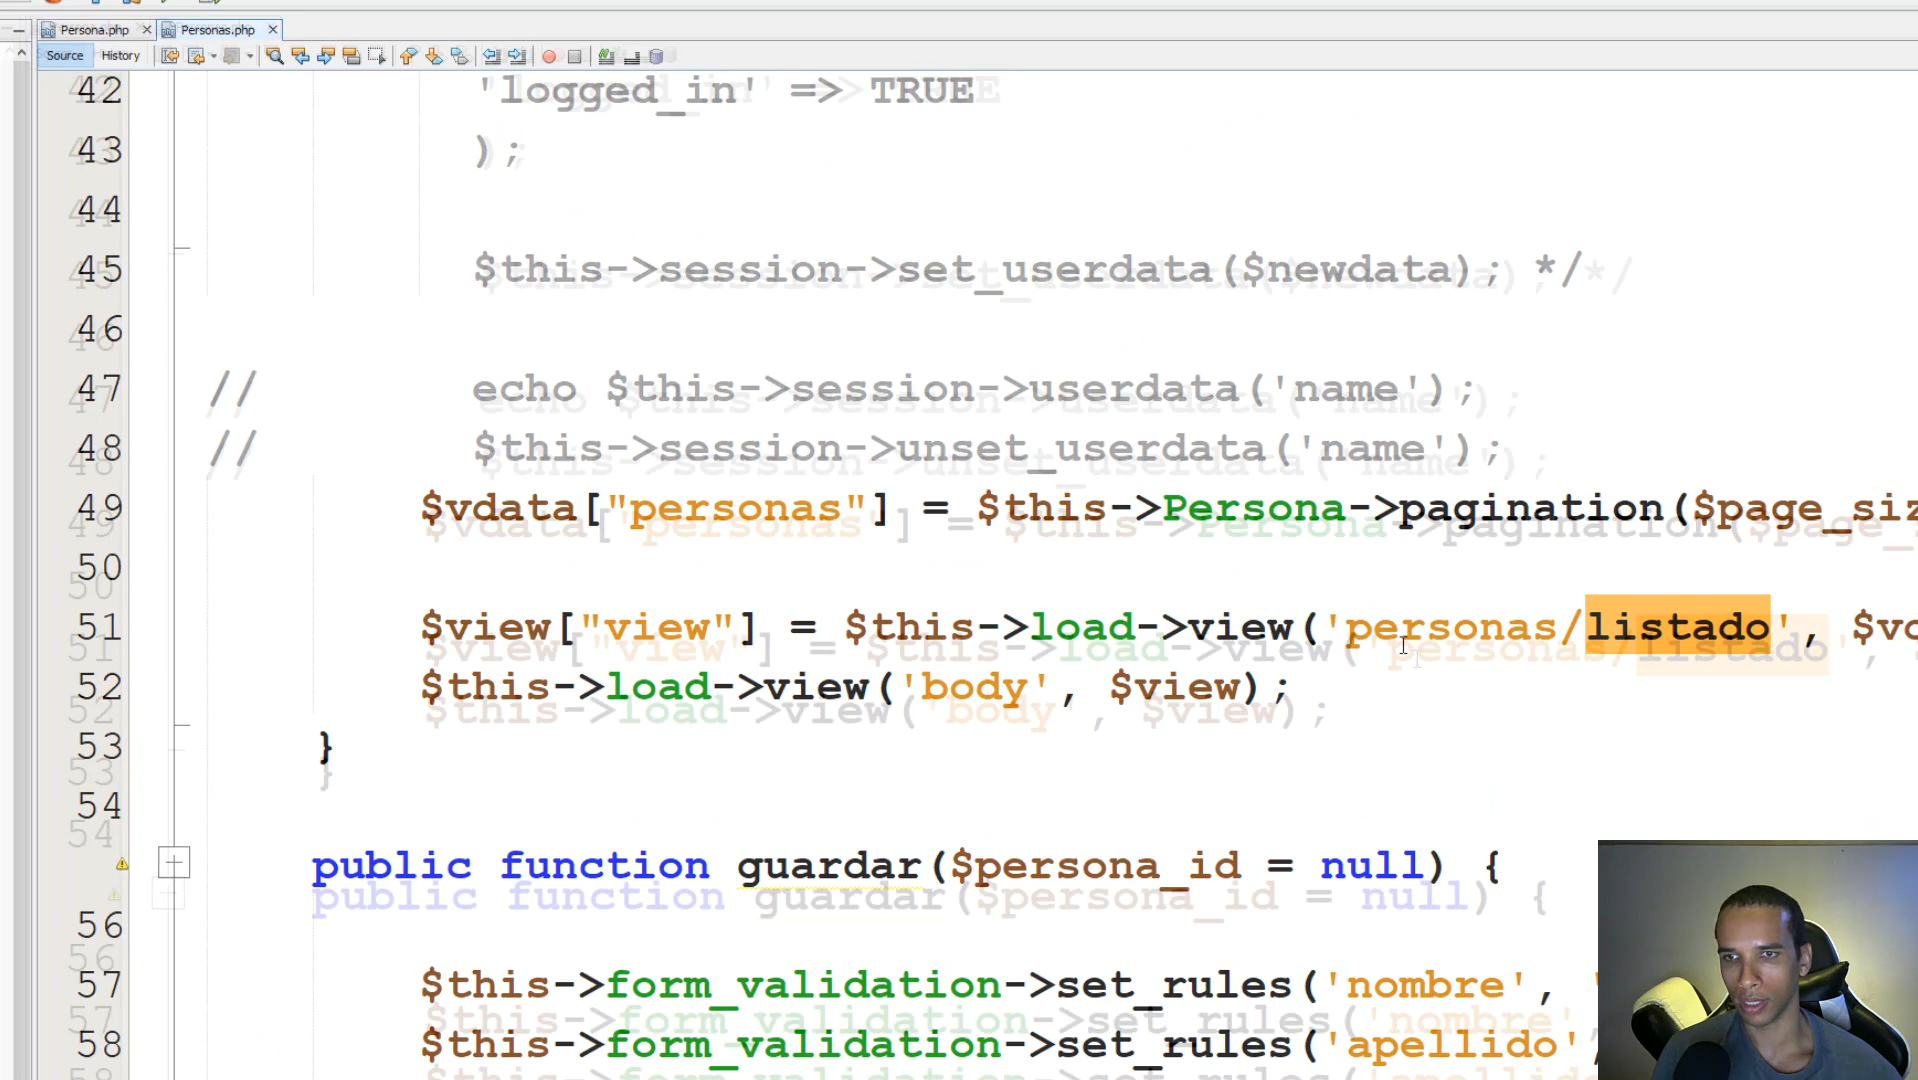 Persona.php
Personas.php
Source
History
42 'logged_in' => TRUE
43 );
44
45 $this->session->set_userdata($newdata); */
46
47 // echo $this->session->userdata('name');
48 // $this->session->unset_userdata('name');
49 $vdata["personas"] = $this->Persona->pagination($page_siz
50
51 $view["view"] = $this->load->view('personas/listado',
52 $this->load->view('body', $view);
53 }
54
public function guardar($persona_id = null) {
56
57 $this->form_validation->set_rules('nombre',
58 $this->form_validation->set_rules('apellido',